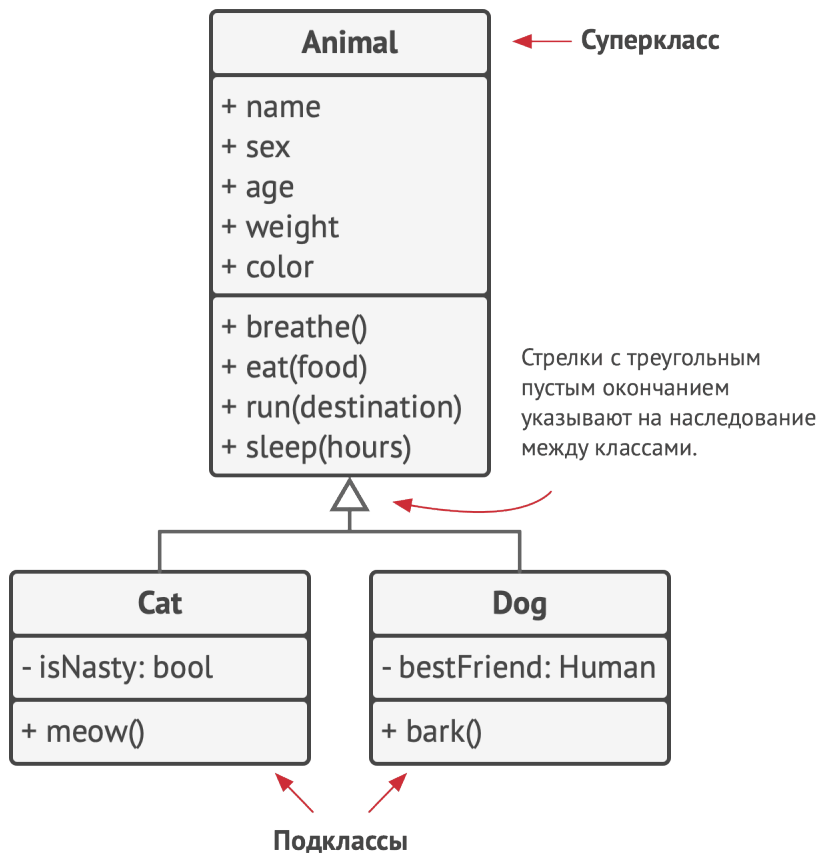 Animal
Суперкласс
+ name
+ sex
+ age
+ weight
+ color
+ breathe()
+ eat(food)
+ run(destination)
+ sleep(hours)
Стрелки с треугольным
пустым окончанием
указывают на наследование
между классами.
Cat
- isNasty: bool
+ meow()
Dog
- bestFriend: Human
+ bark()
Подклассы